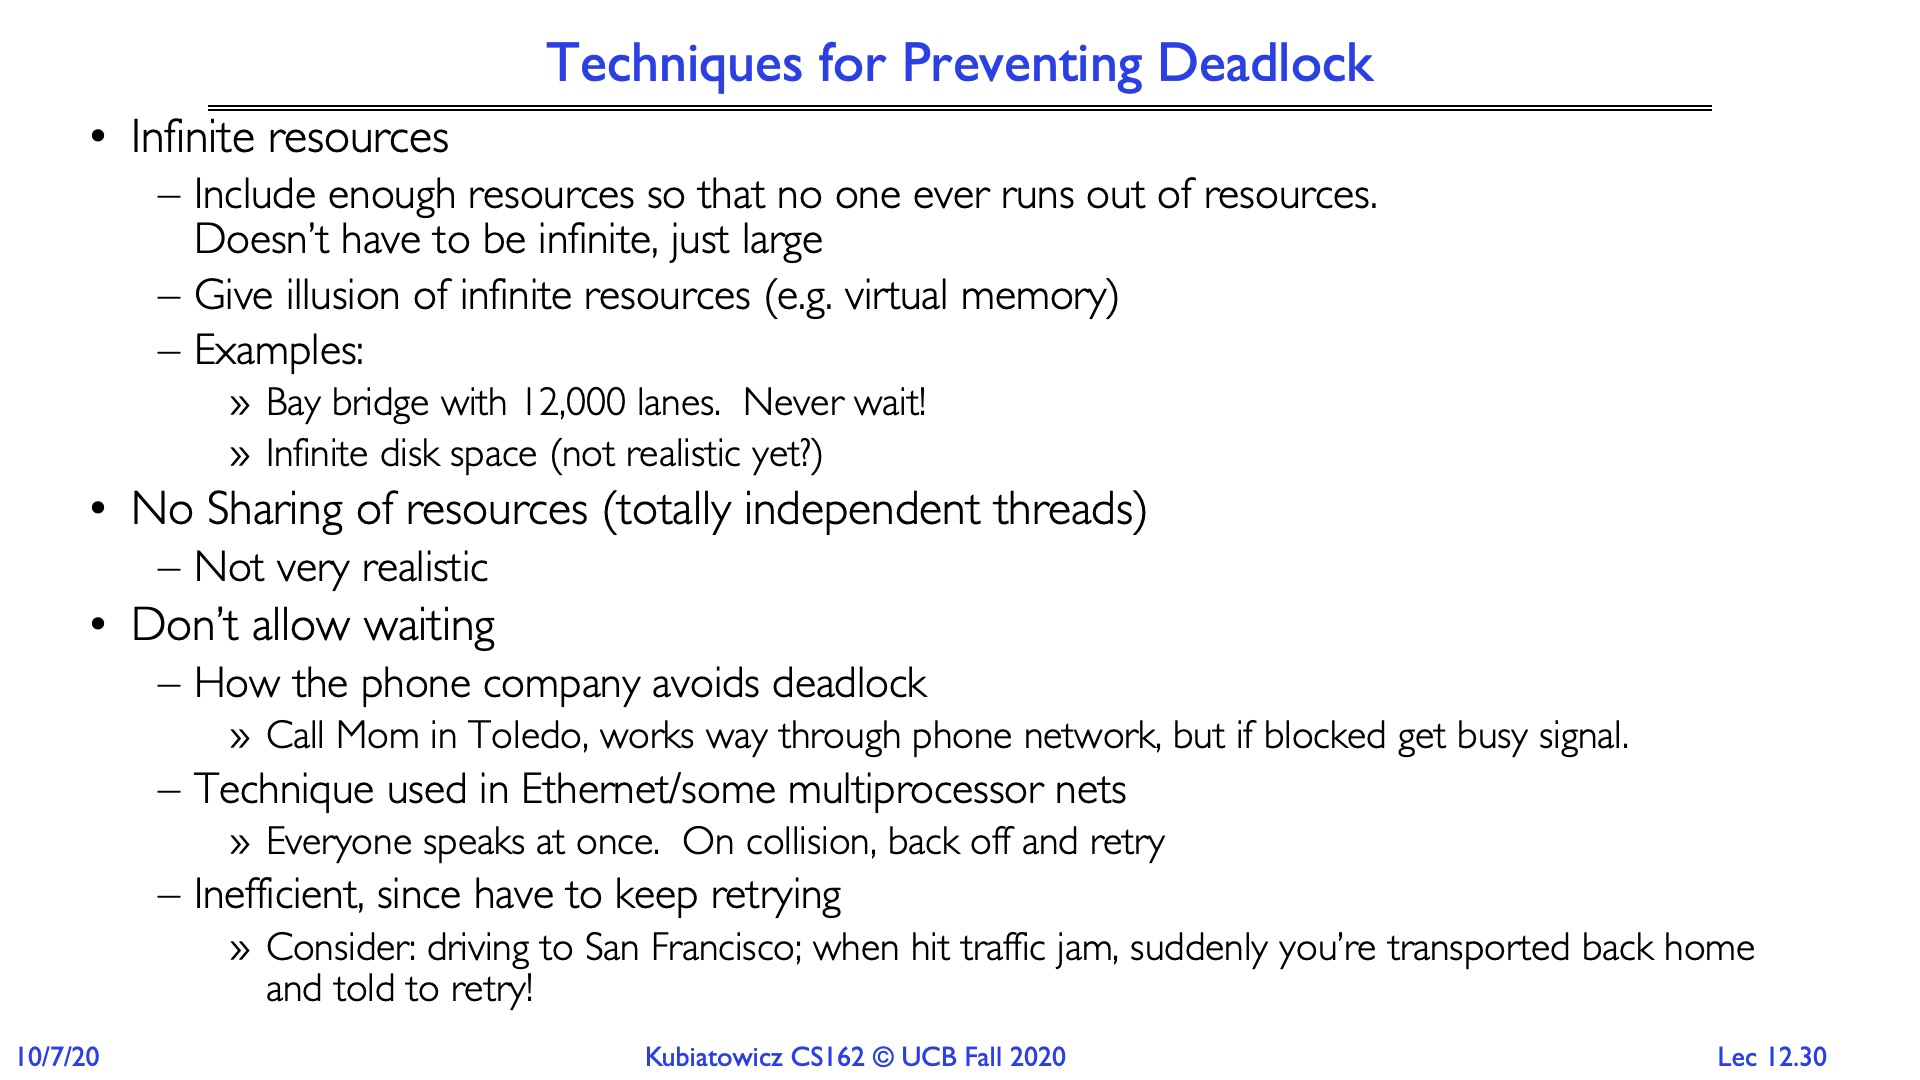 Techniques for Preventing Deadlock
• Infinite resources
– Include enough resources so that no one ever runs out of resources.
Doesn't have to be infinite, just large
– Give illusion of infinite resources (e.g. virtual memory)
– Examples:
» Bay bridge with 12,000 lanes.  Never wait!
» Infinite disk space (not realistic yet?)
• No Sharing of resources (totally independent threads)
– Not very realistic
• Don't allow waiting
– How the phone company avoids deadlock
» Call Mom in Toledo, works way through phone network, but if blocked get busy signal.
– Technique used in Ethernet/some multiprocessor nets
» Everyone speaks at once.  On collision, back off and retry
– Inefficient, since have to keep retrying
» Consider: driving to San Francisco; when hit traffic jam, suddenly you're transported back home
and told to retry!
10/7/20
Kubiatowicz CS162 © UCB Fall 2020
Lec 12.30